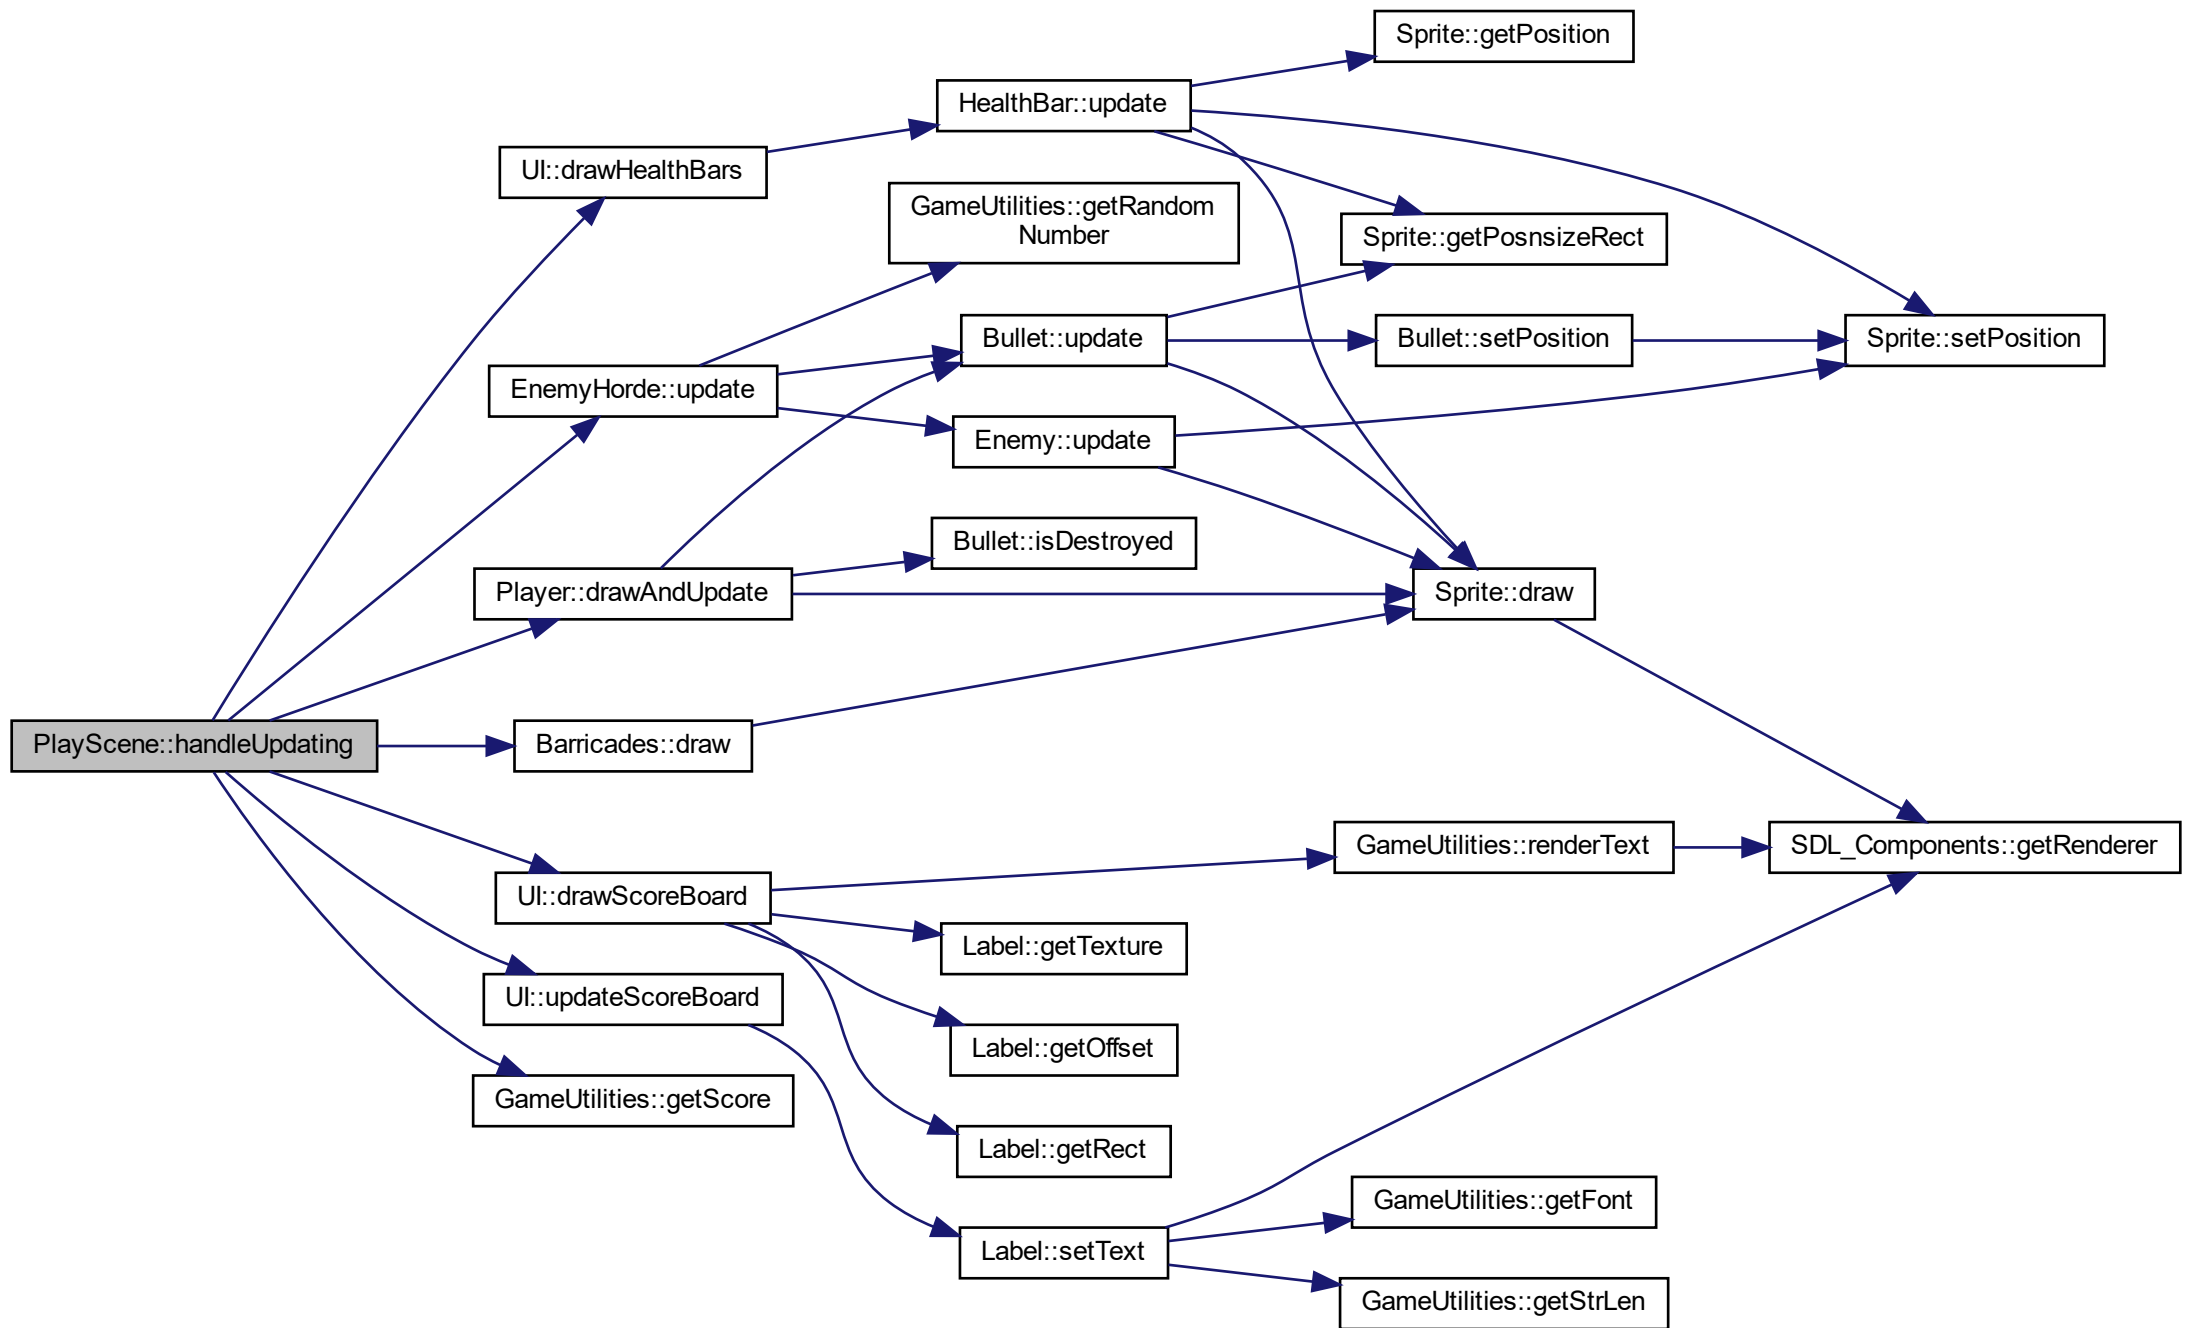 Sprite::getPosition
HealthBar::update
UI::drawHealthBars
GameUtilities::getRandom
Number
Sprite::getPosnsizeRect
Bullet::update
Bullet::setPosition
Sprite::setPosition
EnemyHorde::update
Enemy::update
Bullet::isDestroyed
Player::drawAndUpdate
Sprite::draw
PlayScene::handleUpdating
Barricades::draw
GameUtilities::renderText
SDL_Components::getRenderer
UI::drawScoreBoard
Label::getTexture
UI::updateScoreBoard
Label::getOffset
GameUtilities::getScore
Label::getRect
GameUtilities::getFont
Label::setText
GameUtilities::getStrLen